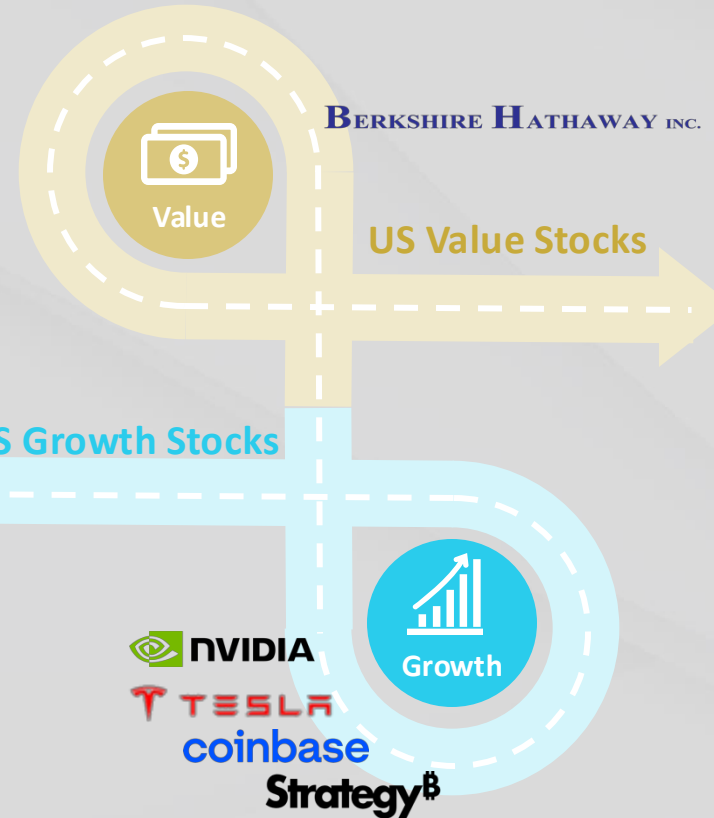 BERKSHIRE HATHAWAY INC.
$
Value
US Value Stocks
S Growth Stocks
Growth
NVIDIA
TESLA
coinbase
Strategy₿